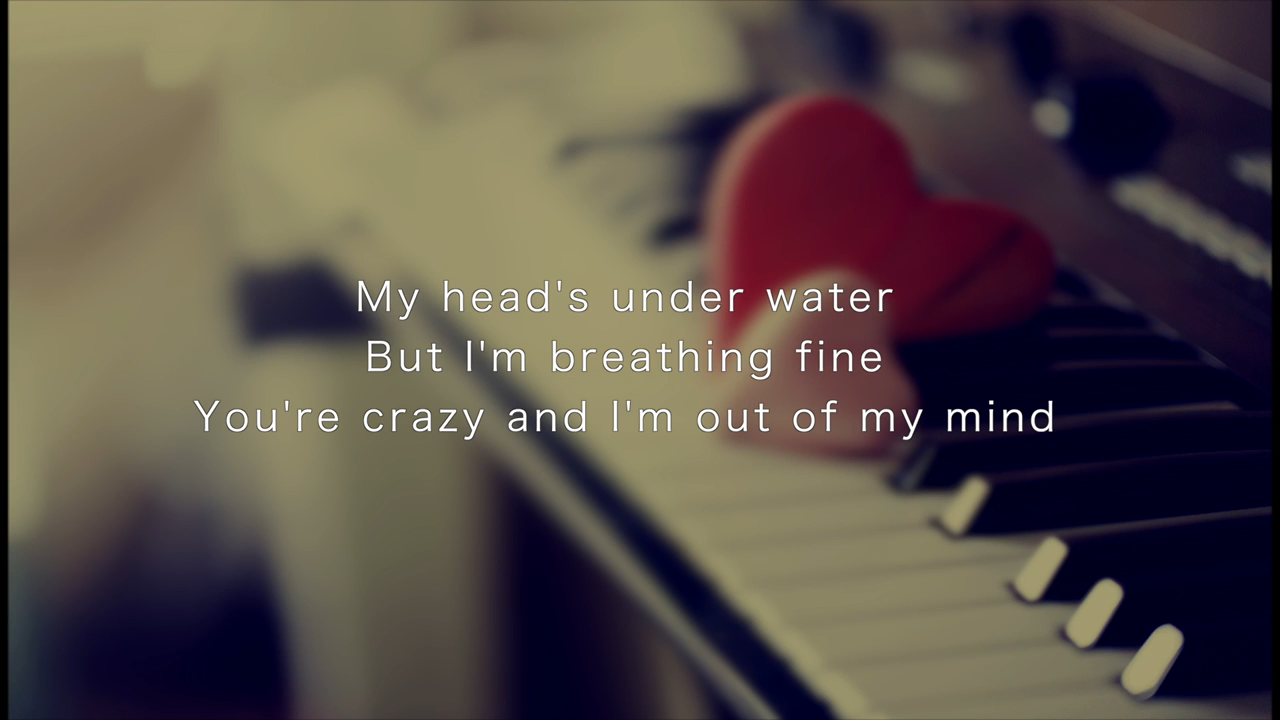 My head's under water
But I'm breathing fine
You're crazy and I'm out of my mind